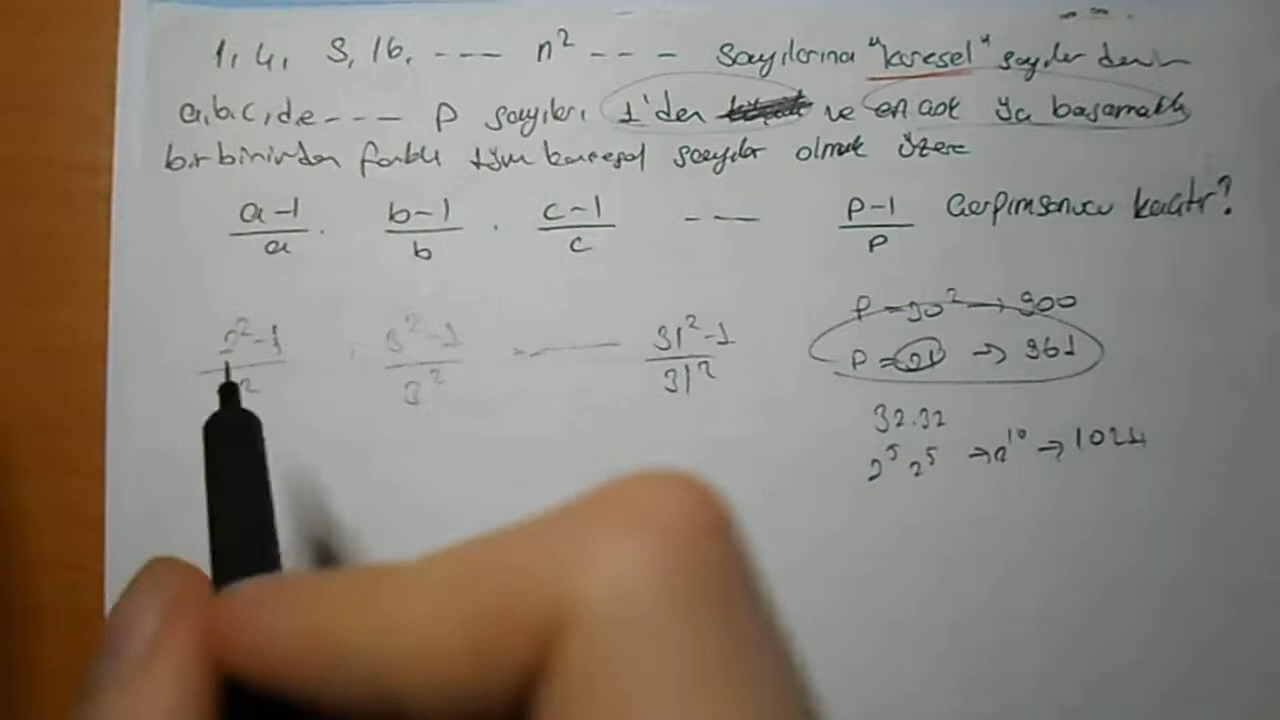 1, 4, 9, 16, ---- n² ---- sayılarına "karesel" sayılar denir
a,b,c,d,e ---- P sayıları 1'den ve en çok üç basamaklı
birbirinden farklı tüm karesel sayılar olmak üzere
a-1/a . b-1/b . c-1/c ---- P-1/P Çarpım sonucu kaçtır?
P=30² → 900
2²-1/2² . 3²-1/3² . ---- 31²-1/31²
P=31 → 961
32.32
2⁵ 2⁵ → 2¹⁰ → 1024